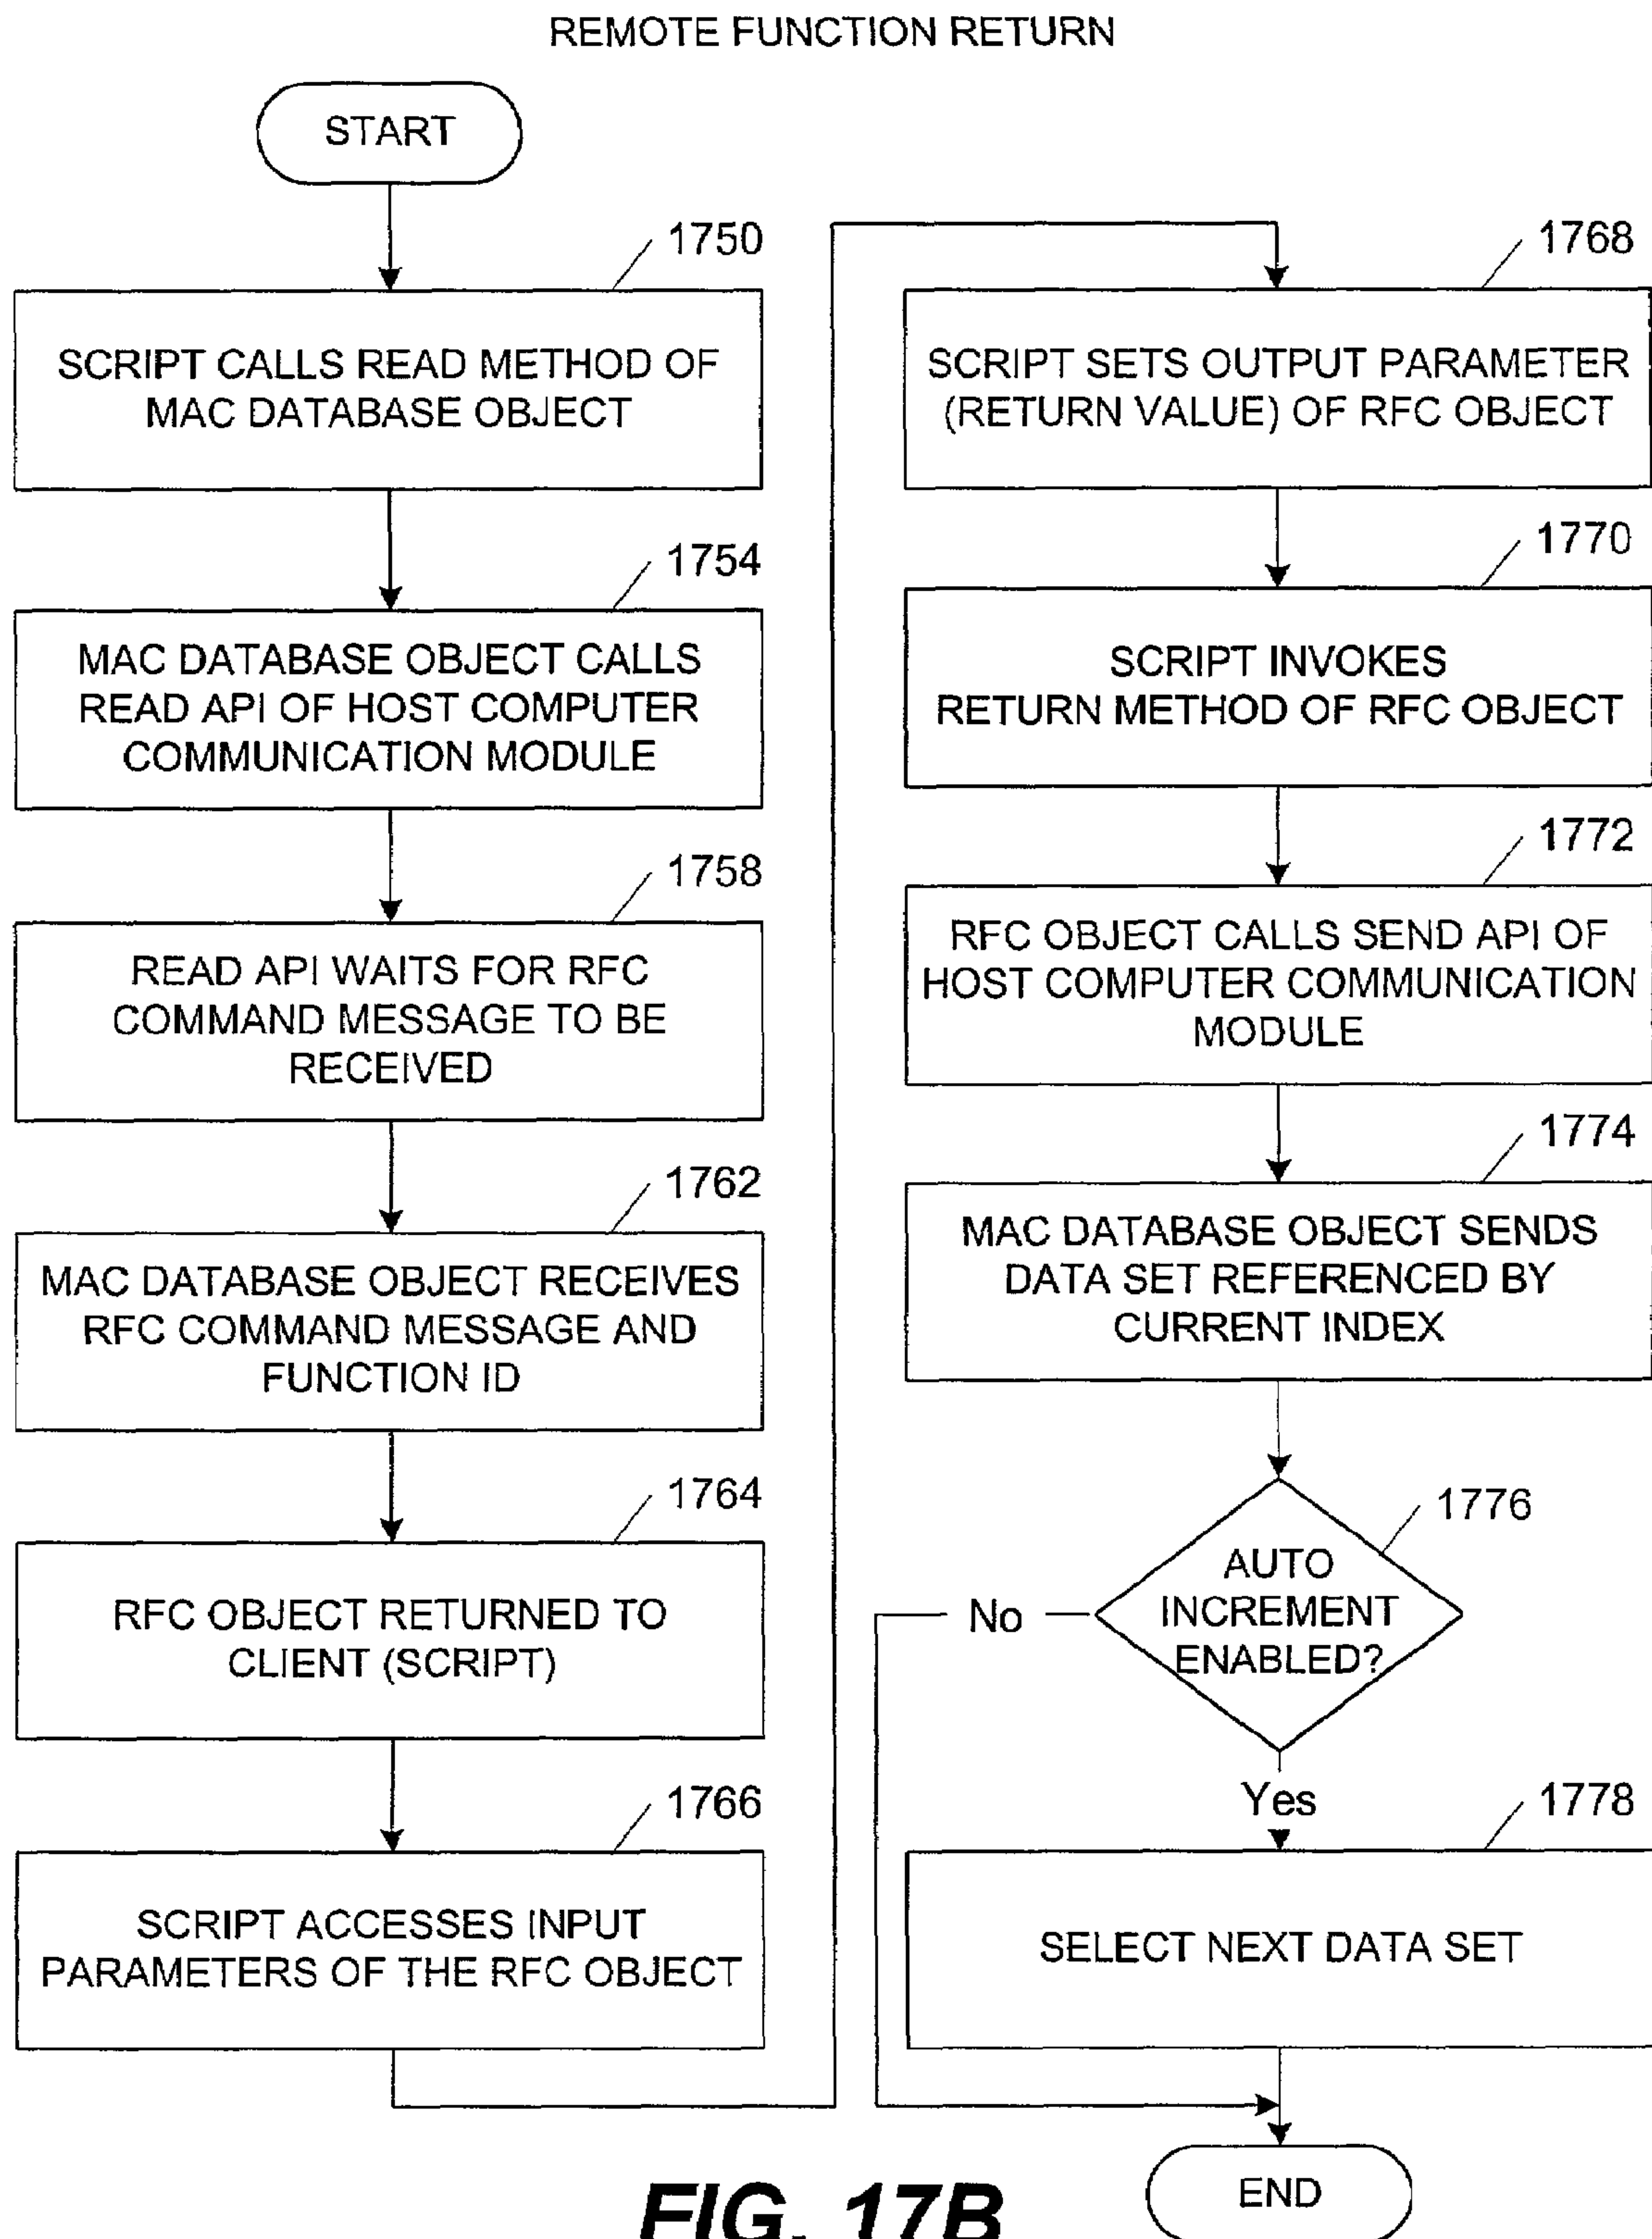 REMOTE FUNCTION RETURN
START
1750
SCRIPT CALLS READ METHOD OF
MAC DATABASE OBJECT
1754
MAC DATABASE OBJECT CALLS
READ API OF HOST COMPUTER
COMMUNICATION MODULE
1758
READ API WAITS FOR RFC
COMMAND MESSAGE TO BE
RECEIVED
1762
MAC DATABASE OBJECT RECEIVES
RFC COMMAND MESSAGE AND
FUNCTION ID
1764
RFC OBJECT RETURNED TO
CLIENT (SCRIPT)
1766
SCRIPT ACCESSES INPUT
PARAMETERS OF THE RFC OBJECT
1768
SCRIPT SETS OUTPUT PARAMETER
(RETURN VALUE) OF RFC OBJECT
1770
SCRIPT INVOKES
RETURN METHOD OF RFC OBJECT
1772
RFC OBJECT CALLS SEND API OF
HOST COMPUTER COMMUNICATION
MODULE
1774
MAC DATABASE OBJECT SENDS
DATA SET REFERENCED BY
CURRENT INDEX
1776
AUTO
INCREMENT
ENABLED?
No
Yes
1778
SELECT NEXT DATA SET
END
FIG. 17B